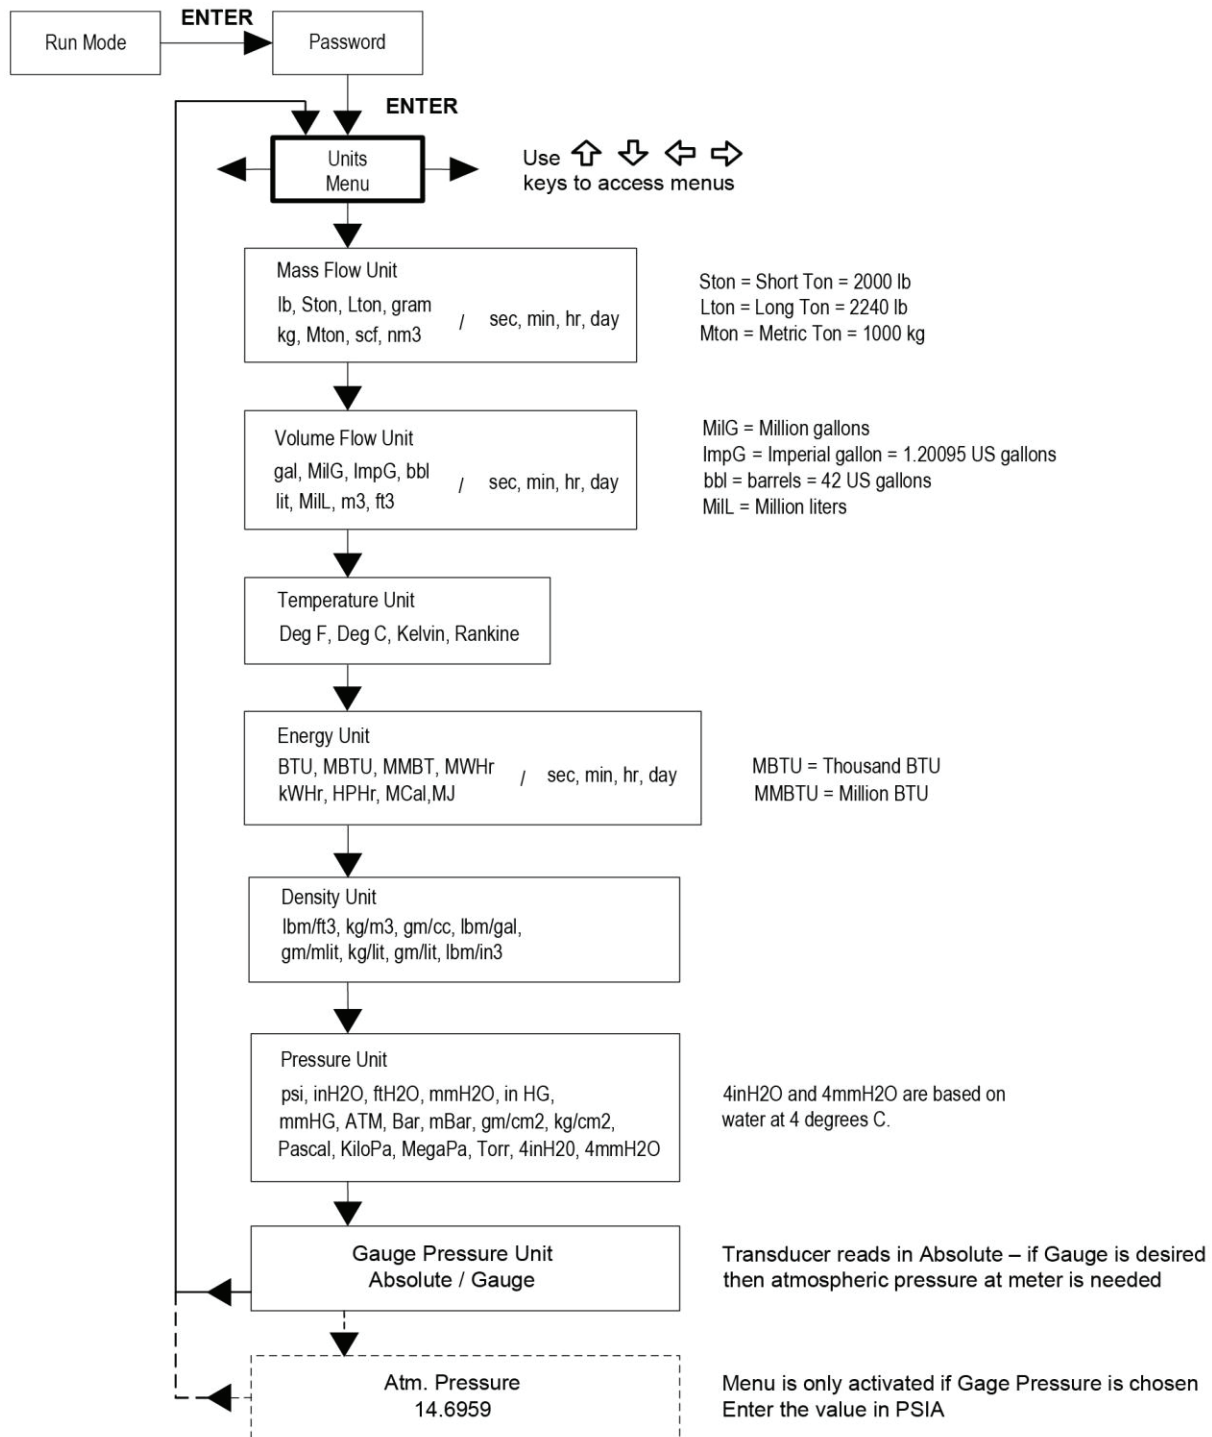 ENTER
Run Mode
Password
ENTER
Units
Menu
Use
keys to access menus
Mass Flow Unit
lb, Ston, Lton, gram
kg, Mton, scf, nm3
/ sec, min, hr, day
Ston = Short Ton = 2000 lb
Lton = Long Ton = 2240 lb
Mton = Metric Ton = 1000 kg
Volume Flow Unit
gal, MilG, ImpG, bbl
lit, MilL, m3, ft3
/ sec, min, hr, day
MilG = Million gallons
ImpG = Imperial gallon = 1.20095 US gallons
bbl = barrels = 42 US gallons
MilL = Million liters
Temperature Unit
Deg F, Deg C, Kelvin, Rankine
Energy Unit
BTU, MBTU, MMBT, MWHr
kWHr, HPHr, MCal,MJ
/ sec, min, hr, day
MBTU = Thousand BTU
MMBTU = Million BTU
Density Unit
lbm/ft3, kg/m3, gm/cc, lbm/gal,
gm/mlit, kg/lit, gm/lit, lbm/in3
Pressure Unit
psi, inH2O, ftH2O, mmH2O, in HG,
mmHG, ATM, Bar, mBar, gm/cm2, kg/cm2,
Pascal, KiloPa, MegaPa, Torr, 4inH20, 4mmH2O
4inH2O and 4mmH2O are based on
water at 4 degrees C.
Gauge Pressure Unit
Absolute / Gauge
Transducer reads in Absolute – if Gauge is desired
then atmospheric pressure at meter is needed
Atm. Pressure
14.6959
Menu is only activated if Gage Pressure is chosen
Enter the value in PSIA